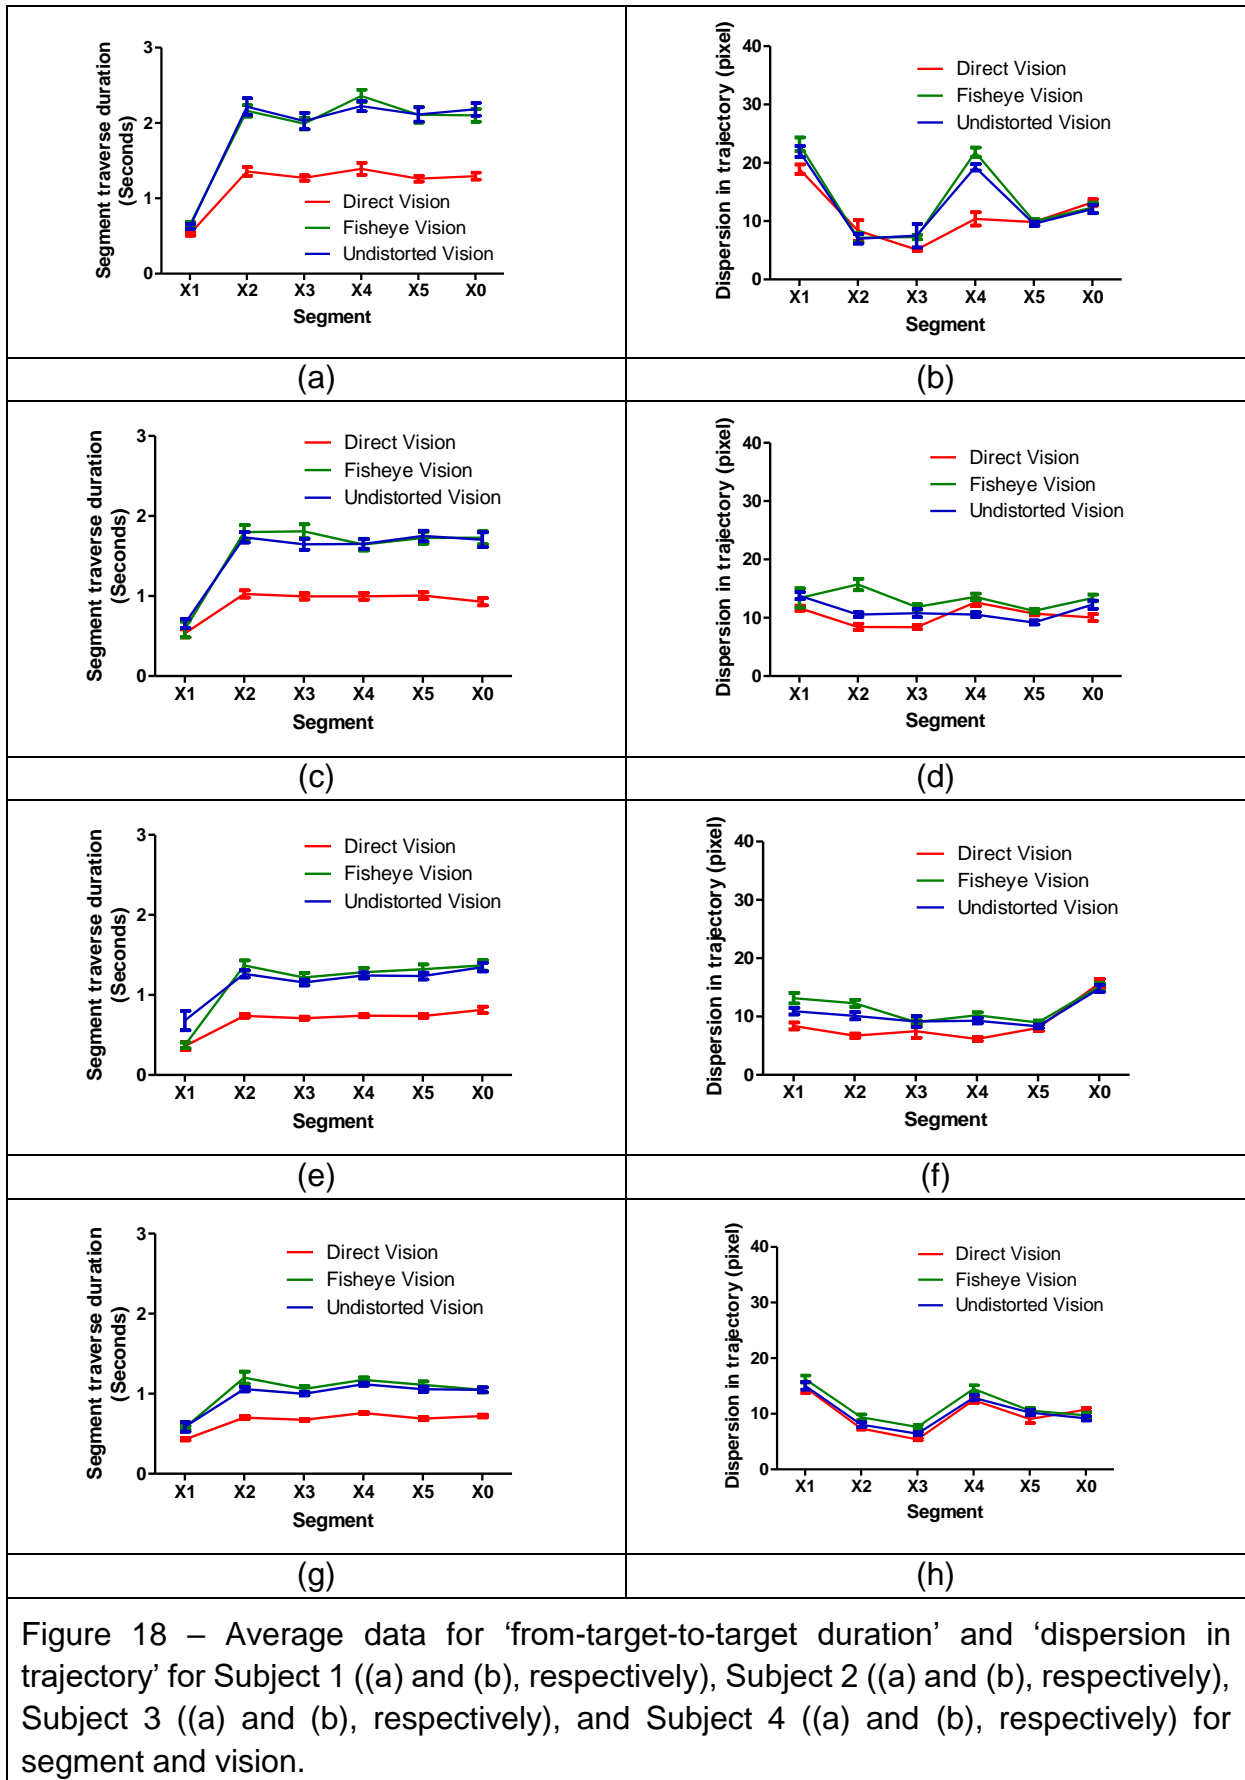 3
2
1
0
Segment traverse duration
(Seconds)
Direct Vision
Fisheye Vision
Undistorted Vision
X1 X2 X3 X4 X5 X0
Segment
40
30
20
10
0
Dispersion in trajectory (pixel)
Direct Vision
Fisheye Vision
Undistorted Vision
X1 X2 X3 X4 X5 X0
Segment
(a)
(b)
3
2
1
0
Segment traverse duration
(Seconds)
Direct Vision
Fisheye Vision
Undistorted Vision
X1 X2 X3 X4 X5 X0
Segment
40
30
20
10
0
Dispersion in trajectory (pixel)
Direct Vision
Fisheye Vision
Undistorted Vision
X1 X2 X3 X4 X5 X0
Segment
(c)
(d)
3
2
1
0
Segment traverse duration
(Seconds)
Direct Vision
Fisheye Vision
Undistorted Vision
X1 X2 X3 X4 X5 X0
Segment
40
30
20
10
0
Dispersion in trajectory (pixel)
Direct Vision
Fisheye Vision
Undistorted Vision
X1 X2 X3 X4 X5 X0
Segment
(e)
(f)
3
2
1
0
Segment traverse duration
(Seconds)
Direct Vision
Fisheye Vision
Undistorted Vision
X1 X2 X3 X4 X5 X0
Segment
40
30
20
10
0
Dispersion in trajectory (pixel)
Direct Vision
Fisheye Vision
Undistorted Vision
X1 X2 X3 X4 X5 X0
Segment
(g)
(h)
Figure 18 – Average data for ‘from-target-to-target duration’ and ‘dispersion in
trajectory’ for Subject 1 ((a) and (b), respectively), Subject 2 ((a) and (b), respectively),
Subject 3 ((a) and (b), respectively), and Subject 4 ((a) and (b), respectively) for
segment and vision.